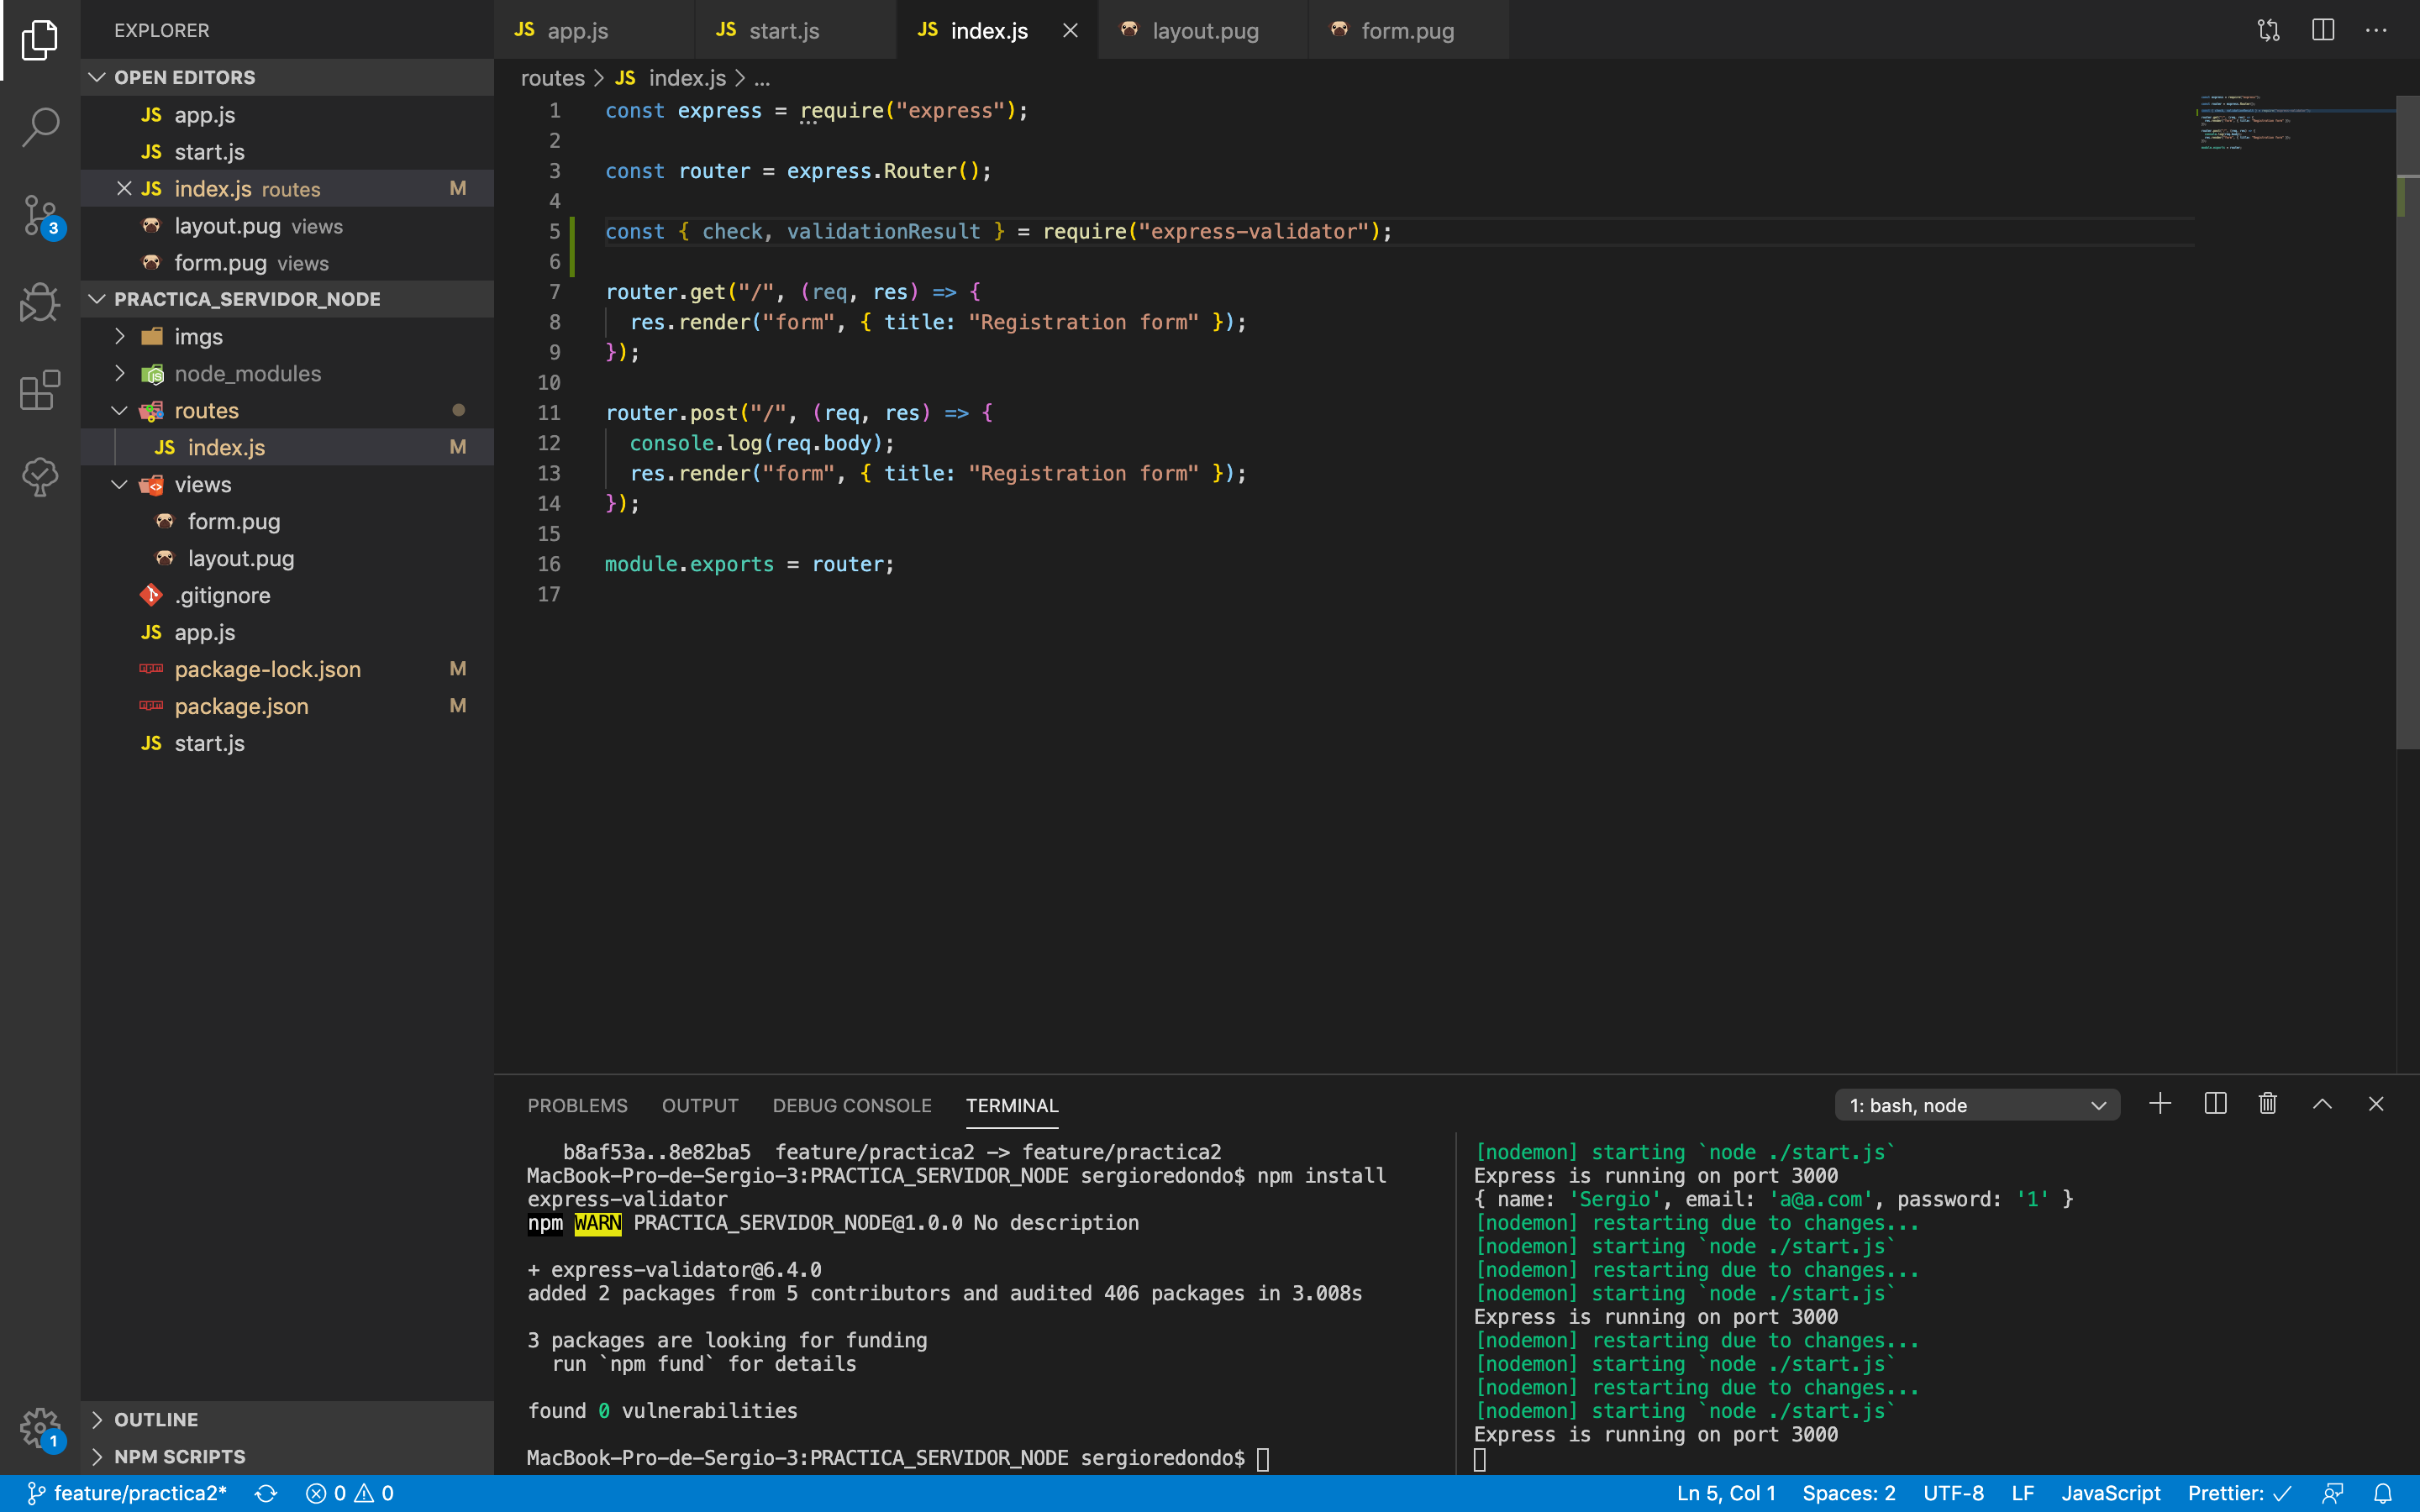 EXPLORER
OPEN EDITORS
JS app.js
JS start.js
JS index.js routes M
layout.pug views
form.pug views
PRACTICA_SERVIDOR_NODE
imgs
node_modules
routes
JS index.js M
views
form.pug
layout.pug
.gitignore
JS app.js
package-lock.json M
package.json M
JS start.js
OUTLINE
NPM SCRIPTS
3
1
JS app.js
JS start.js
JS index.js
layout.pug
form.pug
routes > JS index.js > ...
1 const express = require("express");
2
3 const router = express.Router();
4
5 const { check, validationResult } = require("express-validator");
6
7 router.get("/", (req, res) => {
8 res.render("form", { title: "Registration form" });
9 });
10
11 router.post("/", (req, res) => {
12 console.log(req.body);
13 res.render("form", { title: "Registration form" });
14 });
15
16 module.exports = router;
17
PROBLEMS OUTPUT DEBUG CONSOLE TERMINAL
1: bash, node
b8af53a..8e82ba5  feature/practica2 -> feature/practica2
MacBook-Pro-de-Sergio-3:PRACTICA_SERVIDOR_NODE sergioredondo$ npm install
express-validator
npm WARN PRACTICA_SERVIDOR_NODE@1.0.0 No description
+ express-validator@6.4.0
added 2 packages from 5 contributors and audited 406 packages in 3.008s
3 packages are looking for funding
run `npm fund` for details
found 0 vulnerabilities
MacBook-Pro-de-Sergio-3:PRACTICA_SERVIDOR_NODE sergioredondo$
[nodemon] starting `node ./start.js`
Express is running on port 3000
{ name: 'Sergio', email: 'a@a.com', password: '1' }
[nodemon] restarting due to changes...
[nodemon] starting `node ./start.js`
[nodemon] restarting due to changes...
[nodemon] starting `node ./start.js`
Express is running on port 3000
[nodemon] restarting due to changes...
[nodemon] starting `node ./start.js`
[nodemon] restarting due to changes...
[nodemon] starting `node ./start.js`
Express is running on port 3000
feature/practica2* 0 0 Ln 5, Col 1 Spaces: 2 UTF-8 LF JavaScript Prettier: ✓